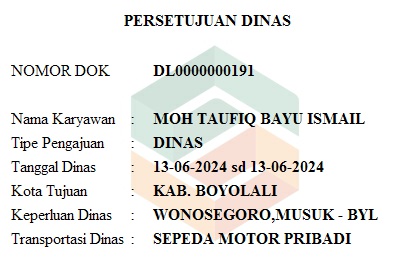 PERSETUJUAN DINAS
NOMOR DOK DL0000000191
Nama Karyawan : MOH TAUFIQ BAYU ISMAIL
Tipe Pengajuan : DINAS
Tanggal Dinas : 13-06-2024 sd 13-06-2024
Kota Tujuan : KAB. BOYOLALI
Keperluan Dinas : WONOSEGORO,MUSUK - BYL
Transportasi Dinas : SEPEDA MOTOR PRIBADI